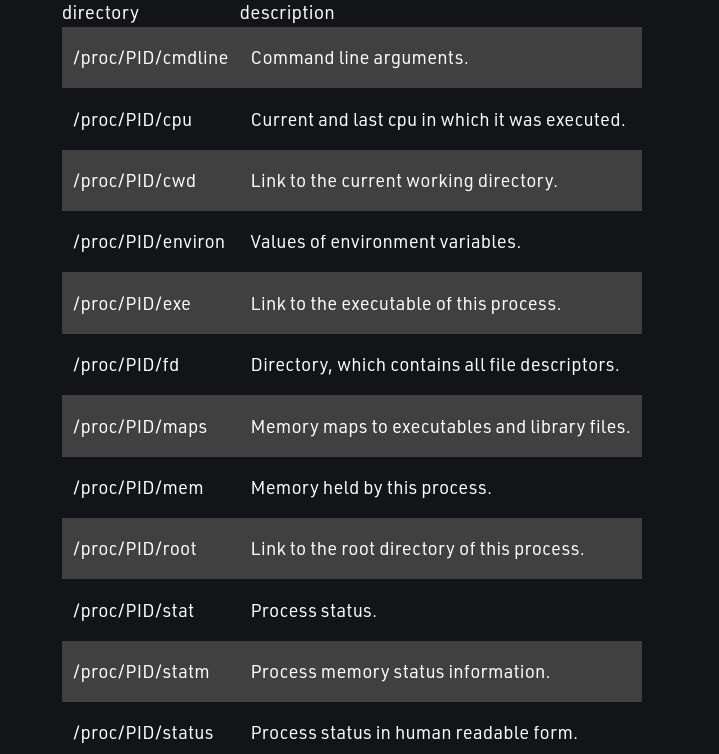 directory description
/proc/PID/cmdline Command line arguments.
/proc/PID/cpu Current and last cpu in which it was executed.
/proc/PID/cwd Link to the current working directory.
/proc/PID/environ Values of environment variables.
/proc/PID/exe Link to the executable of this process.
/proc/PID/fd Directory, which contains all file descriptors.
/proc/PID/maps Memory maps to executables and library files.
/proc/PID/mem Memory held by this process.
/proc/PID/root Link to the root directory of this process.
/proc/PID/stat Process status.
/proc/PID/statm Process memory status information.
/proc/PID/status Process status in human readable form.